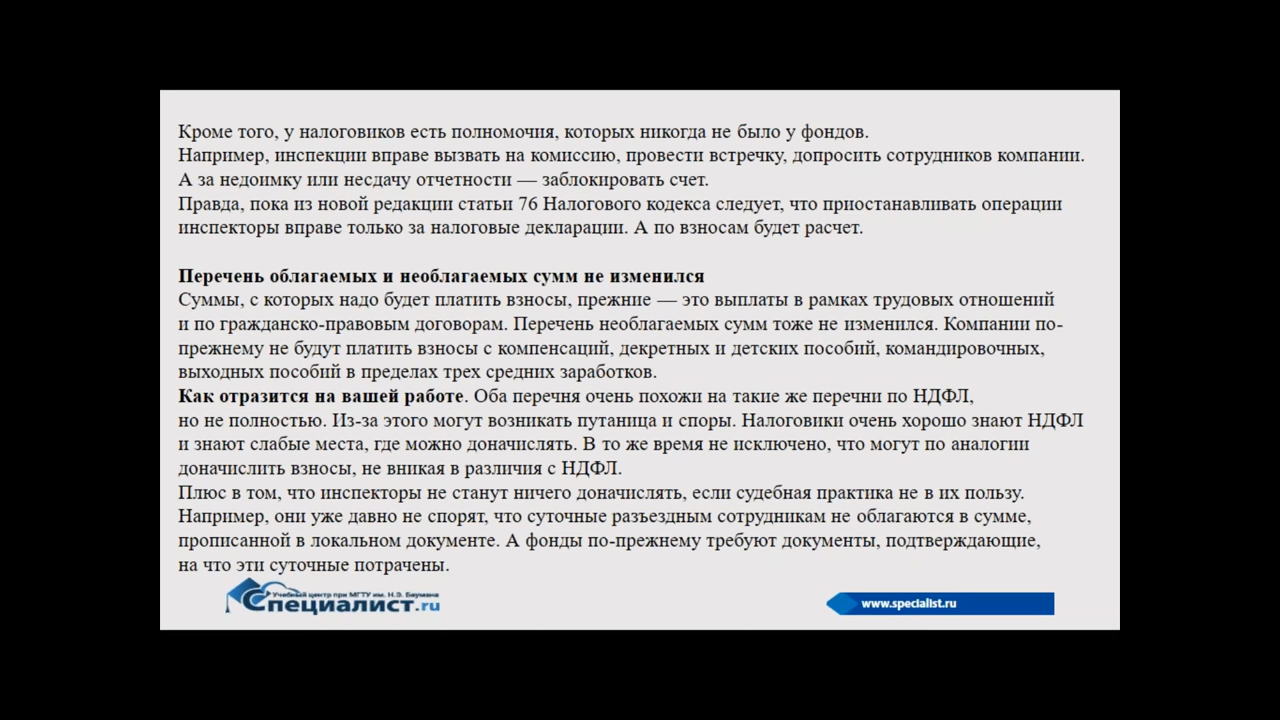 Кроме того, у налоговиков есть полномочия, которых никогда не было у фондов.
Например, инспекции вправе вызвать на комиссию, провести встречку, допросить сотрудников компании.
А за недоимку или несдачу отчетности — заблокировать счет.
Правда, пока из новой редакции статьи 76 Налогового кодекса следует, что приостанавливать операции
инспекторы вправе только за налоговые декларации. А по взносам будет расчет.
Перечень облагаемых и необлагаемых сумм не изменился
Суммы, с которых надо будет платить взносы, прежние — это выплаты в рамках трудовых отношений
и по гражданско-правовым договорам. Перечень необлагаемых сумм тоже не изменился. Компании по-
прежнему не будут платить взносы с компенсаций, декретных и детских пособий, командировочных,
выходных пособий в пределах трех средних заработков.
Как отразится на вашей работе. Оба перечня очень похожи на такие же перечни по НДФЛ,
но не полностью. Из-за этого могут возникать путаница и споры. Налоговики очень хорошо знают НДФЛ
и знают слабые места, где можно доначислять. В то же время не исключено, что могут по аналогии
доначислить взносы, не вникая в различия с НДФЛ.
Плюс в том, что инспекторы не станут ничего доначислять, если судебная практика не в их пользу.
Например, они уже давно не спорят, что суточные разъездным сотрудникам не облагаются в сумме,
прописанной в локальном документе. А фонды по-прежнему требуют документы, подтверждающие,
на что эти суточные потрачены.
Учебный центр при МГТУ им. Н.Э. Баумана
Специалист.ru
www.specialist.ru